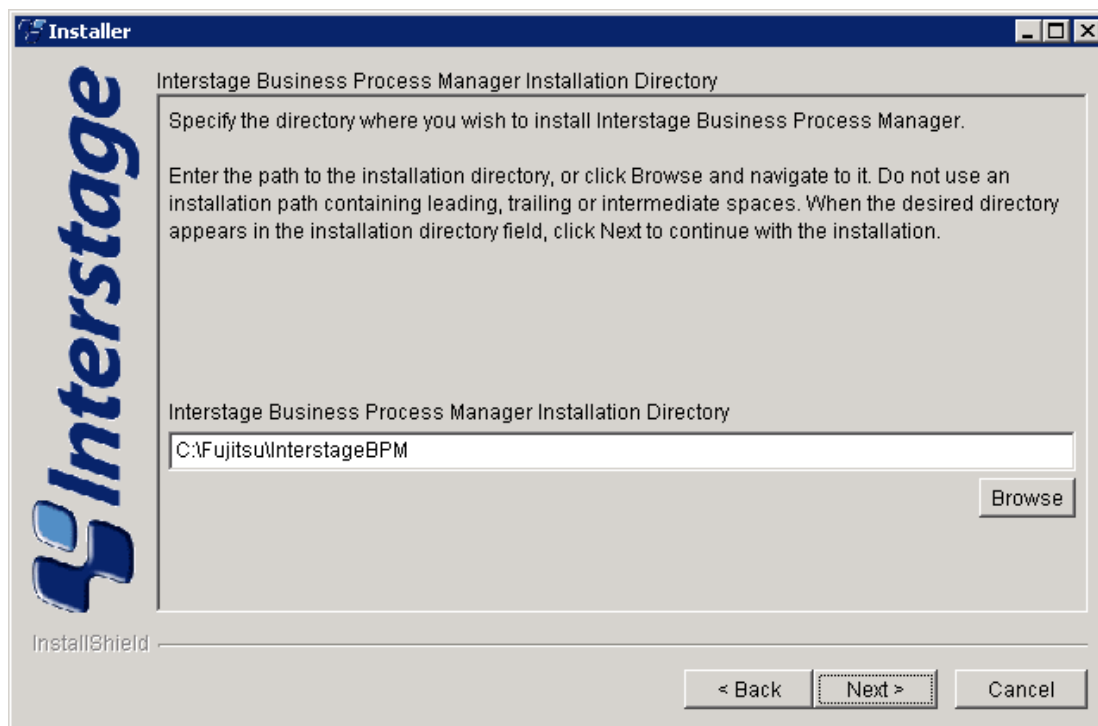 Installer
Interstage
Interstage Business Process Manager Installation Directory
Specify the directory where you wish to install Interstage Business Process Manager.
Enter the path to the installation directory, or click Browse and navigate to it. Do not use an
installation path containing leading, trailing or intermediate spaces. When the desired directory
appears in the installation directory field, click Next to continue with the installation.
Interstage Business Process Manager Installation Directory
C:\Fujitsu\InterstageBPM
Browse
InstallShield
< Back Next > Cancel